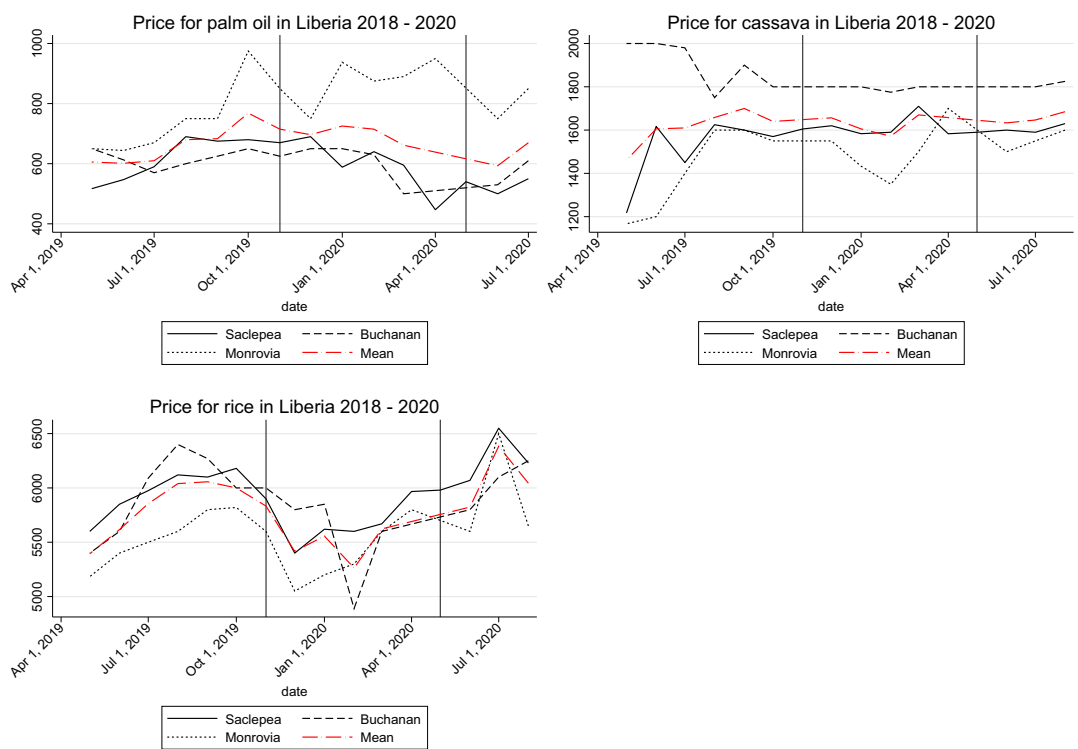 Price for palm oil in Liberia 2018 - 2020
1000
800
600
400
Apr 1, 2019
Jul 1, 2019
Oct 1, 2019
Jan 1, 2020
Apr 1, 2020
Jul 1, 2020
date
Saclepea Buchanan
Monrovia Mean
Price for cassava in Liberia 2018 - 2020
2000
1800
1600
1400
1200
Apr 1, 2019
Jul 1, 2019
Oct 1, 2019
Jan 1, 2020
Apr 1, 2020
Jul 1, 2020
date
Saclepea Buchanan
Monrovia Mean
Price for rice in Liberia 2018 - 2020
6500
6000
5500
5000
Apr 1, 2019
Jul 1, 2019
Oct 1, 2019
Jan 1, 2020
Apr 1, 2020
Jul 1, 2020
date
Saclepea Buchanan
Monrovia Mean